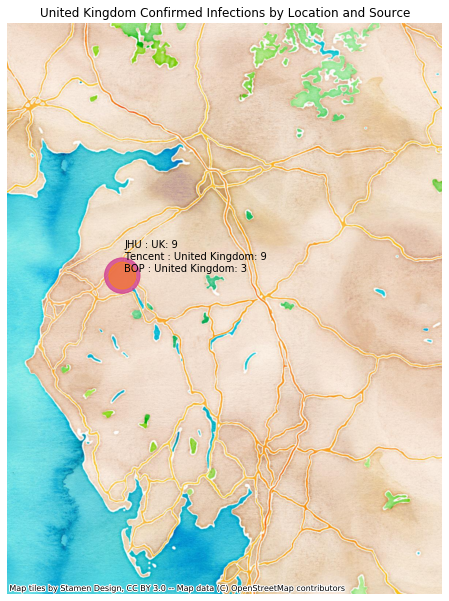 United Kingdom Confirmed Infections by Location and Source
JHU : UK: 9
Tencent : United Kingdom: 9
BOP : United Kingdom: 3
Map tiles by Stamen Design, CC BY 3.0 -- Map data (C) OpenStreetMap contributors